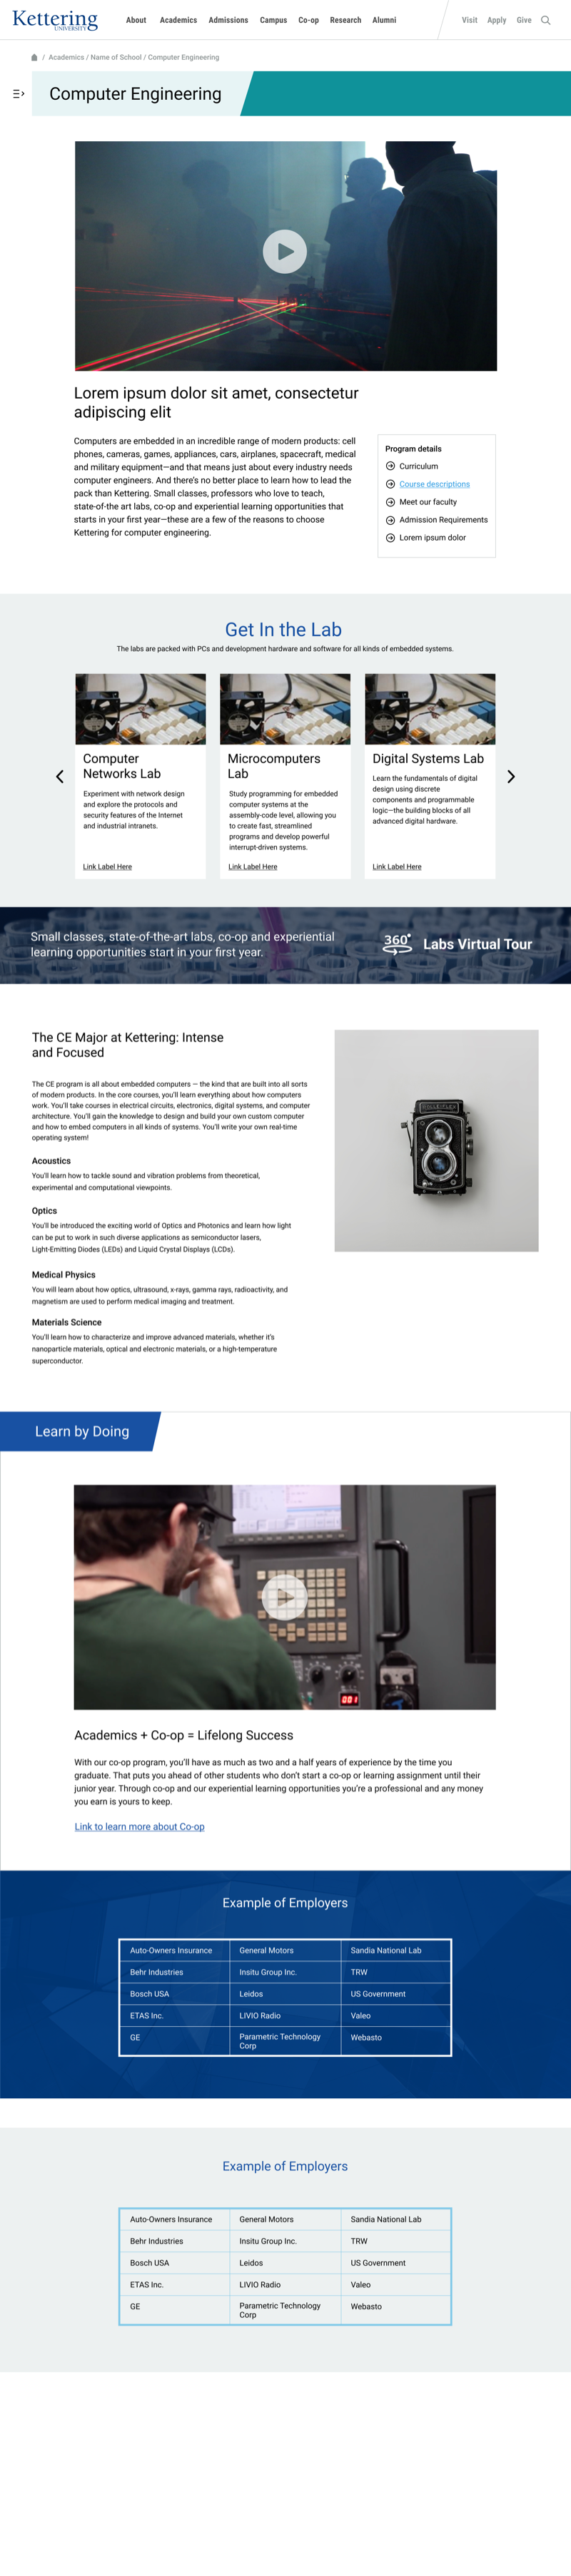 Kettering
UNIVERSITY
About Academics Admissions Campus Co-op Research Alumni
Visit Apply Give
/ Academics / Name of School / Computer Engineering
Computer Engineering
Lorem ipsum dolor sit amet, consectetur
adipiscing elit
Computers are embedded in an incredible range of modern products: cell
phones, cameras, games, appliances, cars, airplanes, spacecraft, medical
and military equipment—and that means just about every industry needs
computer engineers. And there's no better place to learn how to lead the
pack than Kettering. Small classes, professors who love to teach,
state-of-the art labs, co-op and experiential learning opportunities that
starts in your first year—these are a few of the reasons to choose
Kettering for computer engineering.
Program details
Curriculum
Course descriptions
Meet our faculty
Admission Requirements
Lorem ipsum dolor
Get In the Lab
The labs are packed with PCs and development hardware and software for all kinds of embedded systems.
Computer
Networks Lab
Experiment with network design
and explore the protocols and
security features of the Internet
and industrial intranets.
Link Label Here
Microcomputers
Lab
Study programming for embedded
computer systems at the
assembly-code level, allowing you
to create fast, streamlined
programs and develop powerful
interrupt-driven systems.
Link Label Here
Digital Systems Lab
Learn the fundamentals of digital
design using discrete
components and programmable
logic—the building blocks of all
advanced digital hardware.
Link Label Here
Small classes, state-of-the-art labs, co-op and experiential
learning opportunities start in your first year.
360°
Labs Virtual Tour
The CE Major at Kettering: Intense
and Focused
The CE program is all about embedded computers — the kind that are built into all sorts
of modern products. In the core courses, you'll learn everything about how computers
work. You'll take courses in electrical circuits, electronics, digital systems, and computer
architecture. You'll gain the knowledge to design and build your own custom computer
and how to embed computers in all kinds of systems. You'll write your own real-time
operating system!
Acoustics
You'll learn how to tackle sound and vibration problems from theoretical,
experimental and computational viewpoints.
Optics
You'll be introduced the exciting world of Optics and Photonics and learn how light
can be put to work in such diverse applications as semiconductor lasers,
Light-Emitting Diodes (LEDs) and Liquid Crystal Displays (LCDs).
Medical Physics
You will learn about how optics, ultrasound, x-rays, gamma rays, radioactivity, and
magnetism are used to perform medical imaging and treatment.
Materials Science
You'll learn how to characterize and improve advanced materials, whether it's
nanoparticle materials, optical and electronic materials, or a high-temperature
superconductor.
ROLLEIFLEX
Learn by Doing
001
Academics + Co-op = Lifelong Success
With our co-op program, you'll have as much as two and a half years of experience by the time you
graduate. That puts you ahead of other students who don't start a co-op or learning assignment until their
junior year. Through co-op and our experiential learning opportunities you're a professional and any money
you earn is yours to keep.
Link to learn more about Co-op
Example of Employers
Auto-Owners Insurance General Motors Sandia National Lab
Behr Industries Insitu Group Inc. TRW
Bosch USA Leidos US Government
ETAS Inc. LIVIO Radio Valeo
GE Parametric Technology Webasto
Corp
Example of Employers
Auto-Owners Insurance General Motors Sandia National Lab
Behr Industries Insitu Group Inc. TRW
Bosch USA Leidos US Government
ETAS Inc. LIVIO Radio Valeo
GE Parametric Technology Webasto
Corp